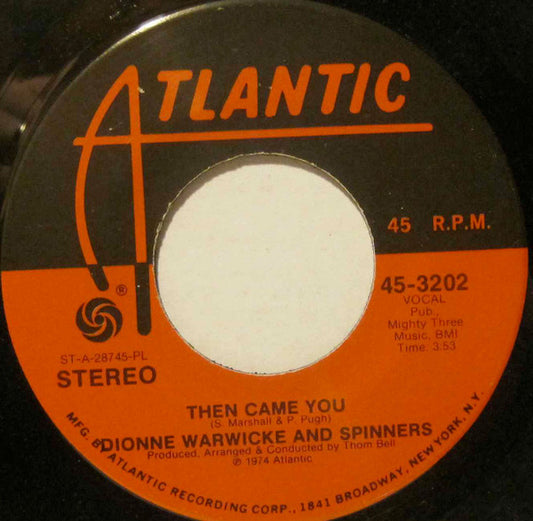 ATLANTIC
45 R.P.M.
®
45-3202
VOCAL
Pub.,
Mighty Three
Music, BMI
Time: 3:53
ST-A-28745-PL
STEREO
THEN CAME YOU
(S. Marshall & P. Pugh)
DIONNE WARWICKE AND SPINNERS
Produced, Arranged & Conducted by Thom Bell
℗ 1974 Atlantic
MFG. BY ATLANTIC RECORDING CORP., 1841 BROADWAY, NEW YORK, N.Y.